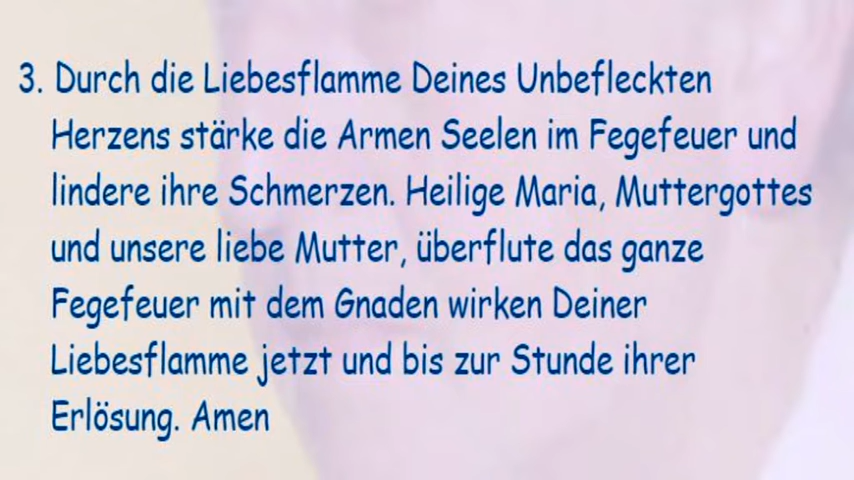 3. Durch die Liebesflamme Deines Unbefleckten
Herzens stärke die Armen Seelen im Fegefeuer und
lindere ihre Schmerzen. Heilige Maria, Muttergottes
und unsere liebe Mutter, überflute das ganze
Fegefeuer mit dem Gnaden wirken Deiner
Liebesflamme jetzt und bis zur Stunde ihrer
Erlösung. Amen